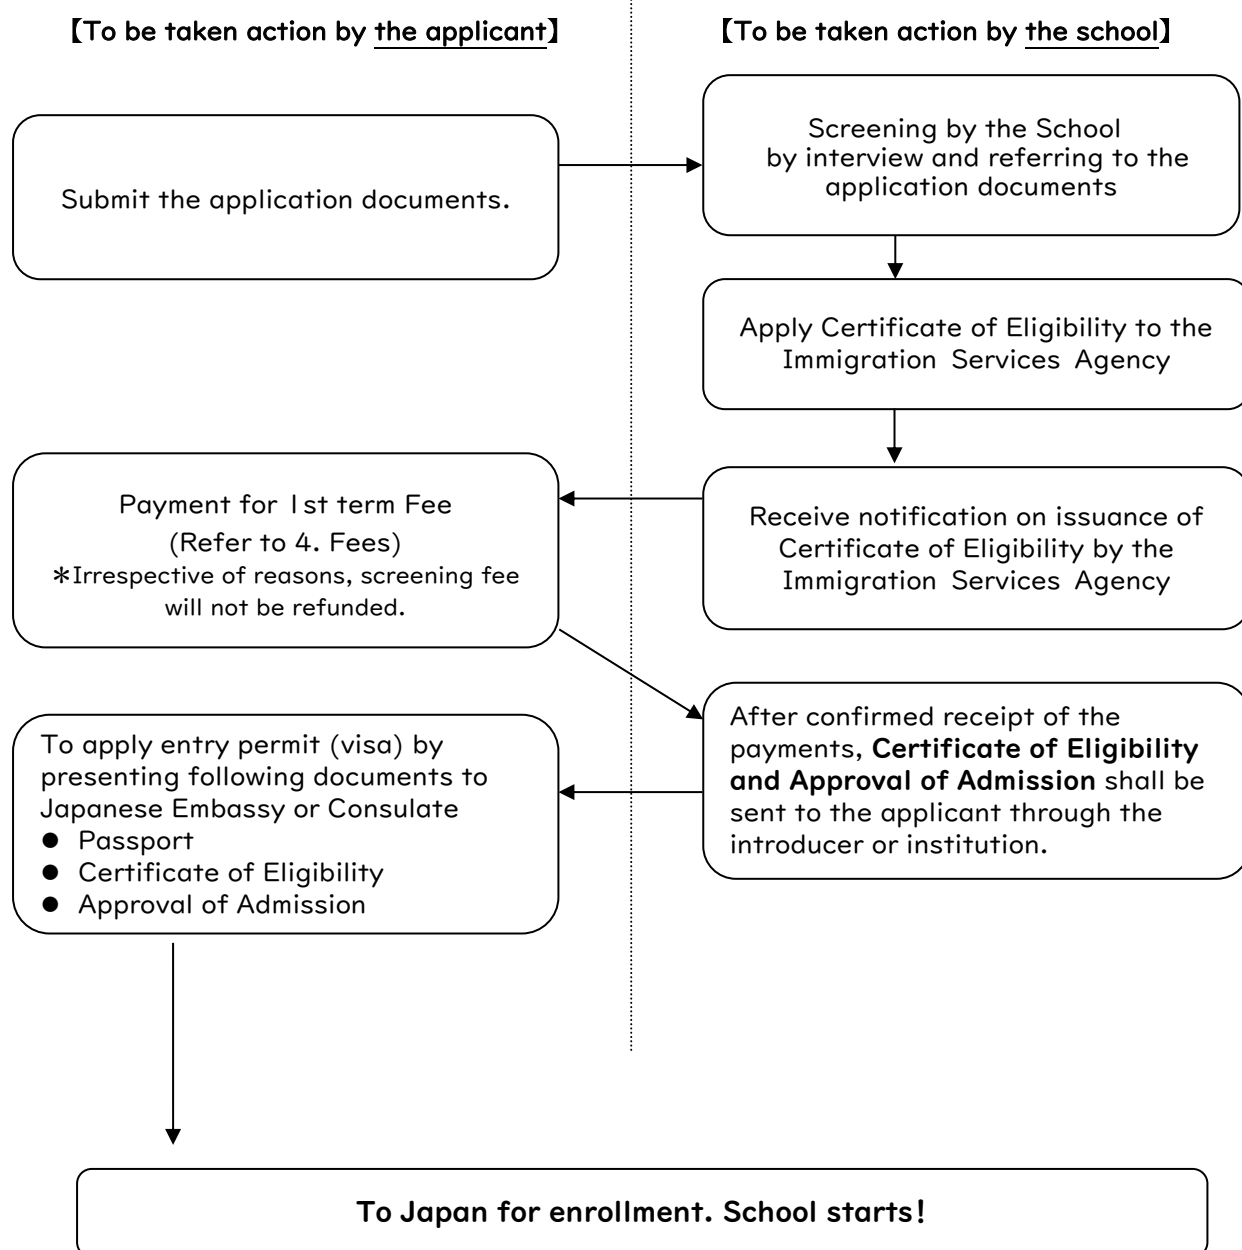 【To be taken action by the applicant】
【To be taken action by the school】
Submit the application documents.
Screening by the School
by interview and referring to the
application documents
Apply Certificate of Eligibility to the
Immigration Services Agency
Receive notification on issuance of
Certificate of Eligibility by the
Immigration Services Agency
Payment for 1st term Fee
(Refer to 4. Fees)
*Irrespective of reasons, screening fee
will not be refunded.
After confirmed receipt of the
payments, Certificate of Eligibility
and Approval of Admission shall be
sent to the applicant through the
introducer or institution.
To apply entry permit (visa) by
presenting following documents to
Japanese Embassy or Consulate
● Passport
● Certificate of Eligibility
● Approval of Admission
To Japan for enrollment. School starts!